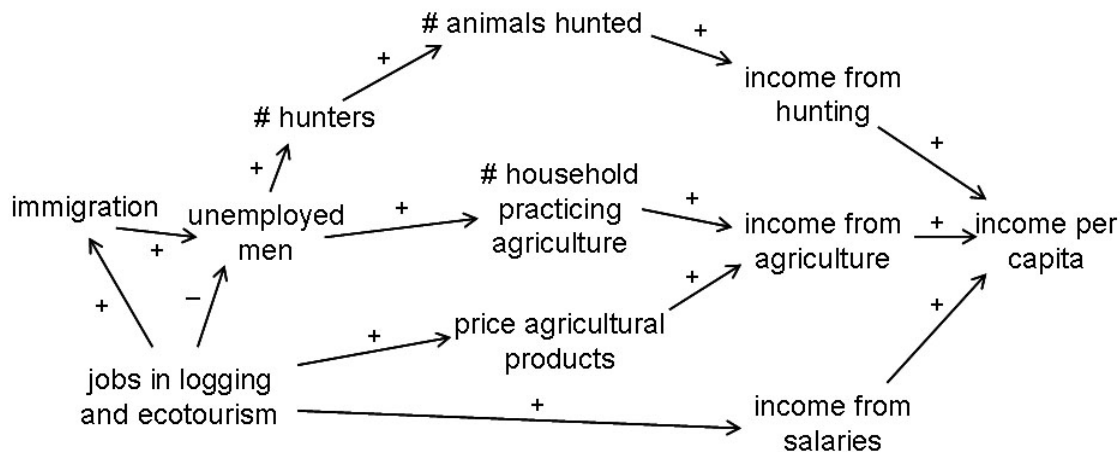 # animals hunted
+
+
income from
hunting
# hunters
+
+
# household
practicing
agriculture
immigration
+
unemployed
men
+
+
income from
agriculture
+
income per
capita
+
–
+
+
price agricultural
products
+
+
jobs in logging
and ecotourism
+
income from
salaries